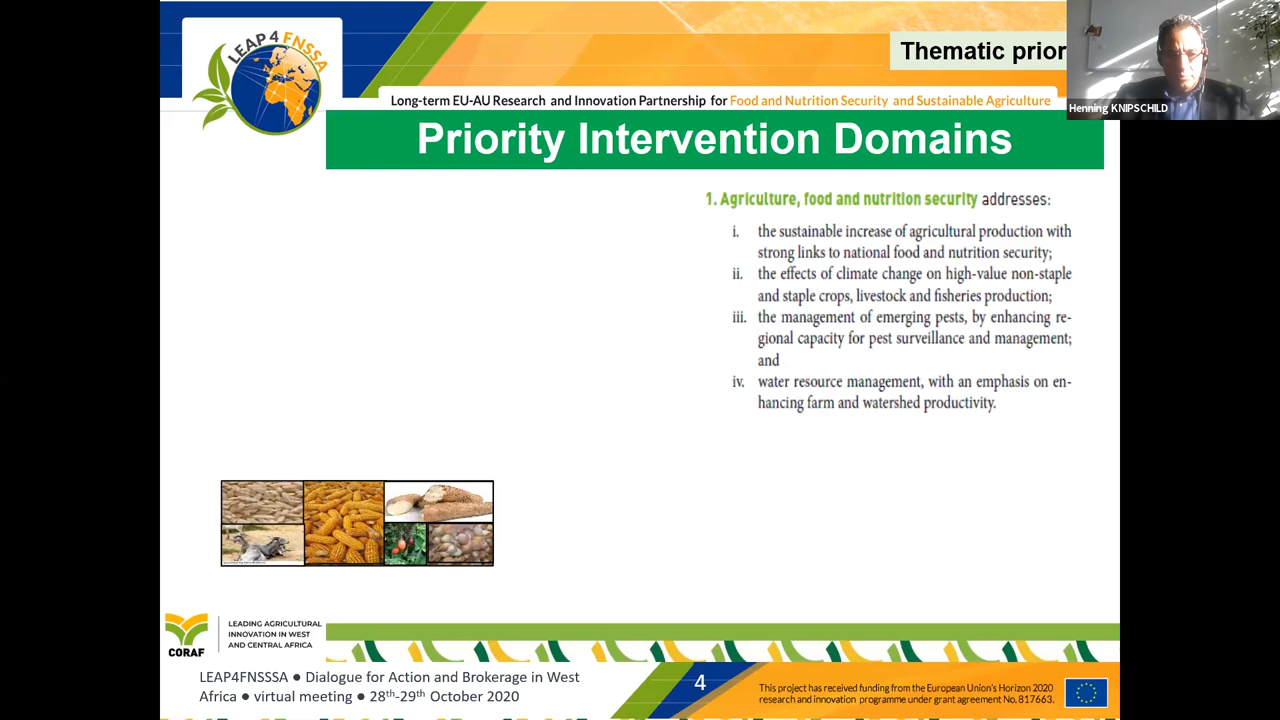 LEAP 4 FNSSA
Thematic prior
Henning KNIPSCHILD
Long-term EU-AU Research and Innovation Partnership for Food and Nutrition Security and Sustainable Agriculture
Priority Intervention Domains
1. Agriculture, food and nutrition security addresses:
i. the sustainable increase of agricultural production with
strong links to national food and nutrition security;
ii. the effects of climate change on high-value non-staple
and staple crops, livestock and fisheries production;
iii. the management of emerging pests, by enhancing re-
gional capacity for pest surveillance and management;
and
iv. water resource management, with an emphasis on en-
hancing farm and watershed productivity.
CORAF
LEADING AGRICULTURAL
INNOVATION IN WEST
AND CENTRAL AFRICA
LEAP4FNSSSA ● Dialogue for Action and Brokerage in West
Africa ● virtual meeting ● 28th-29th October 2020
4
This project has received funding from the European Union's Horizon 2020
research and innovation programme under grant agreement No. 817663.